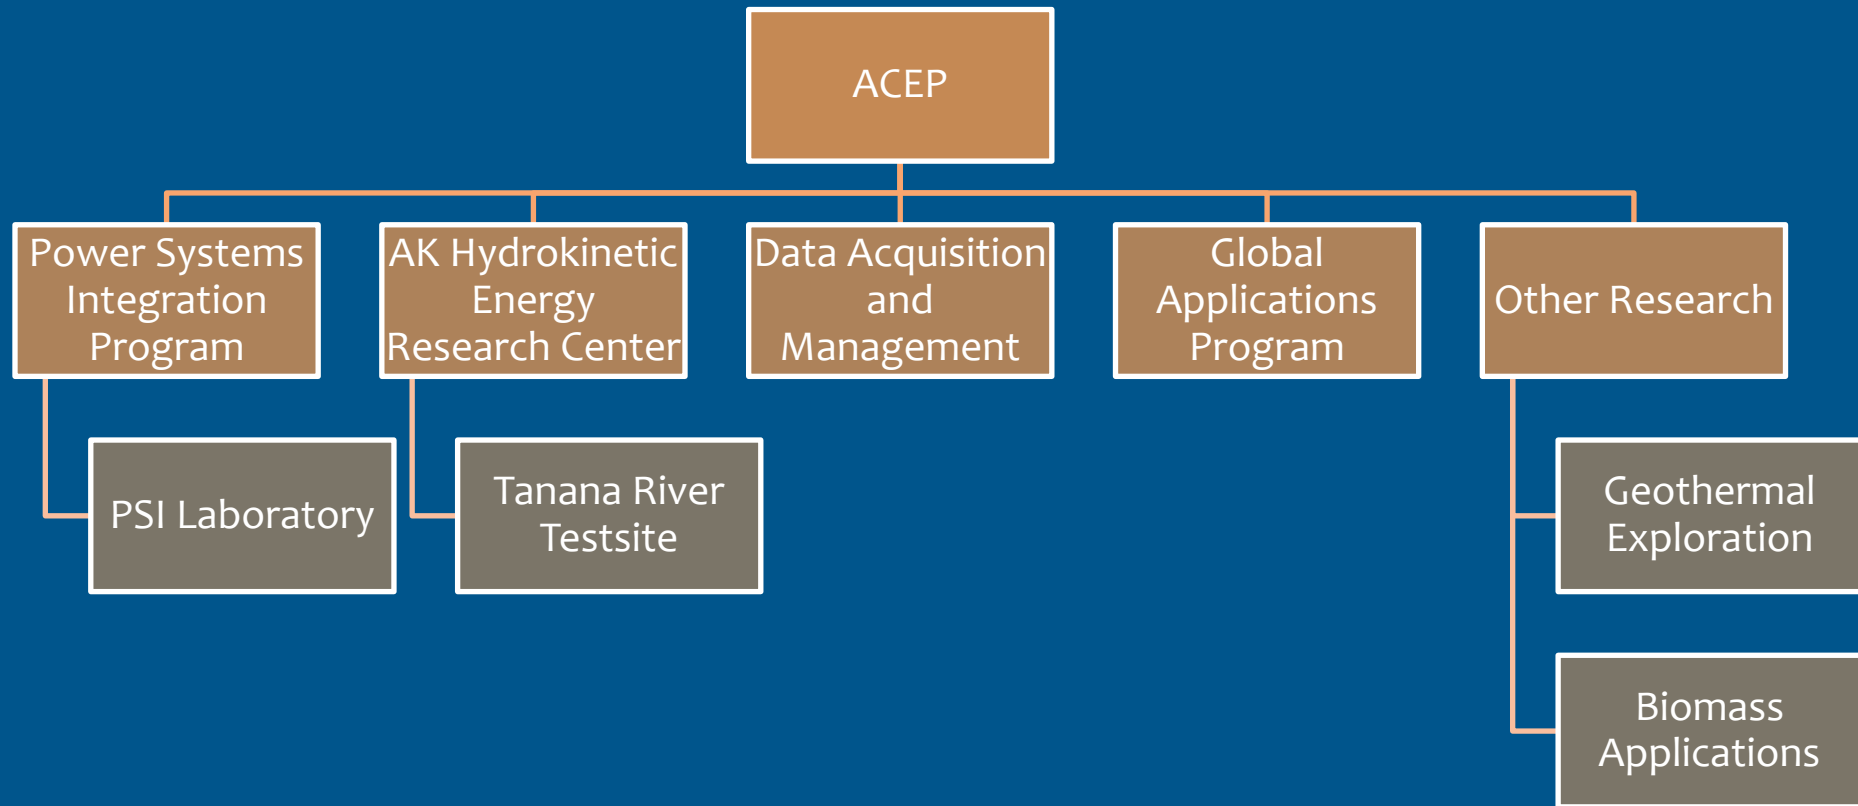 ACEP
Power Systems
Integration
Program
AK Hydrokinetic
Energy
Research Center
Data Acquisition
and
Management
Global
Applications
Program
Other Research
PSI Laboratory
Tanana River
Testsite
Geothermal
Exploration
Biomass
Applications